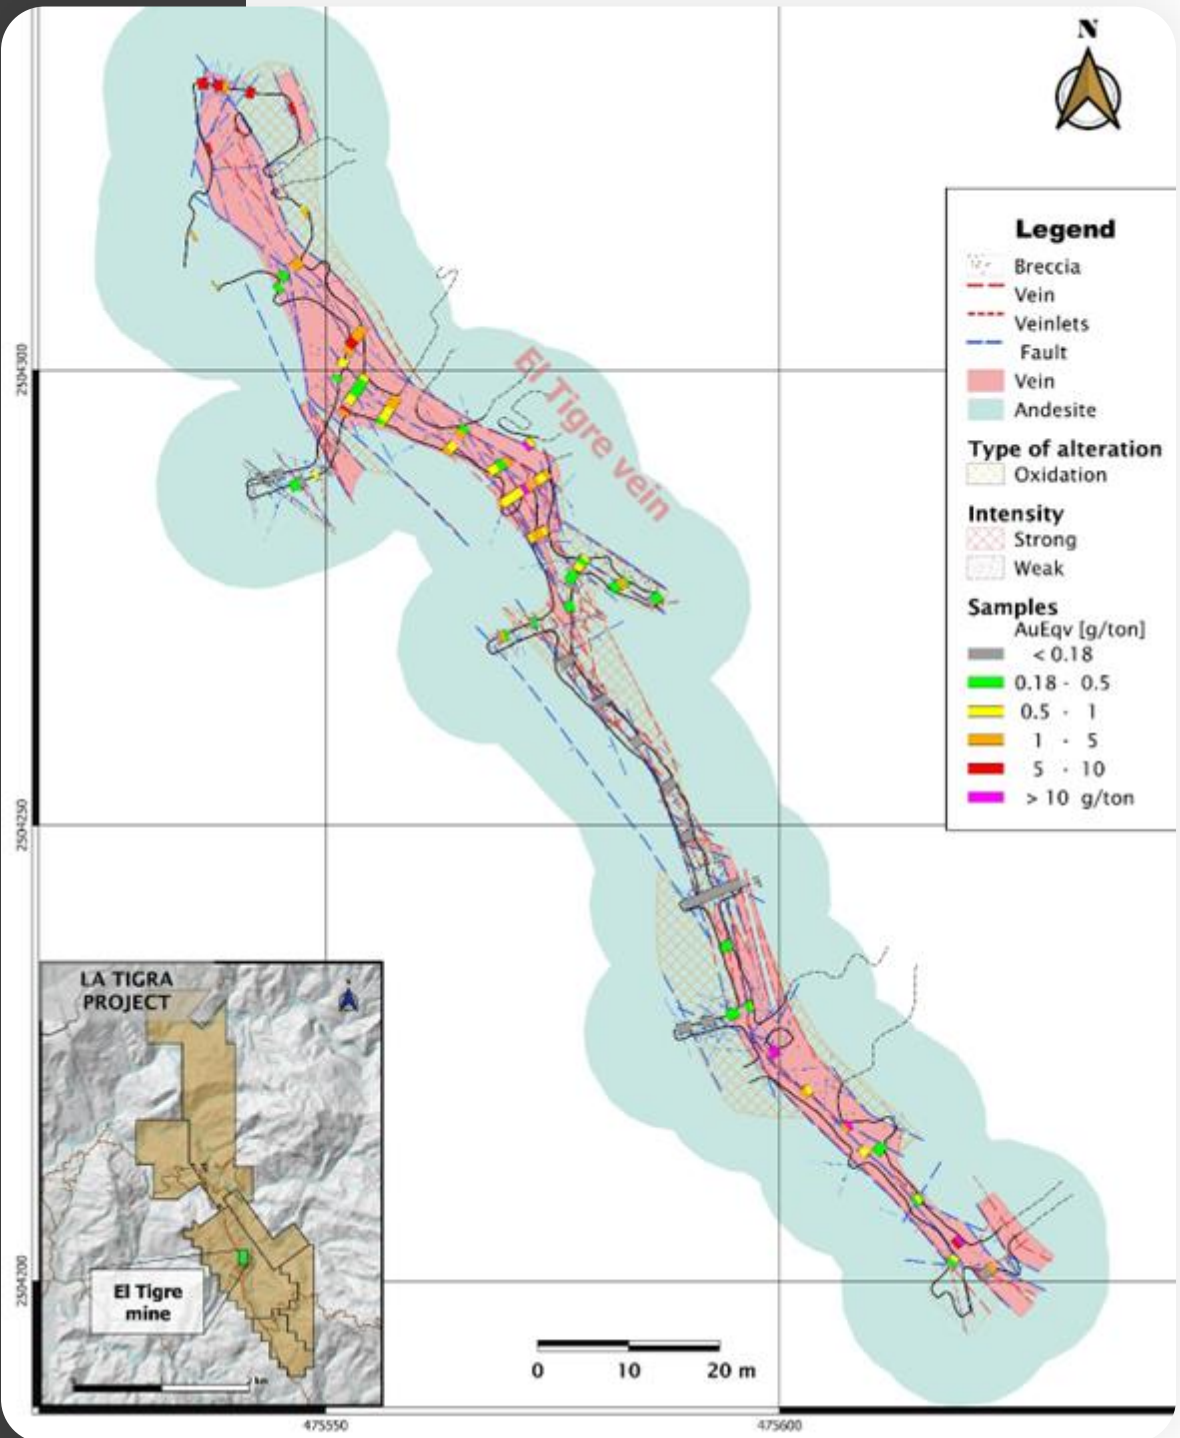 N
Legend
Breccia
Vein
Veinlets
Fault
Vein
Andesite
Type of alteration
Oxidation
Intensity
Strong
Weak
Samples
AuEqv [g/ton]
< 0.18
0.18 - 0.5
0.5 - 1
1 - 5
5 - 10
> 10 g/ton
El Tigre vein
2504300
2504250
2504200
LA TIGRA
PROJECT
El Tigre
mine
km
0 10 20 m
475550 475600